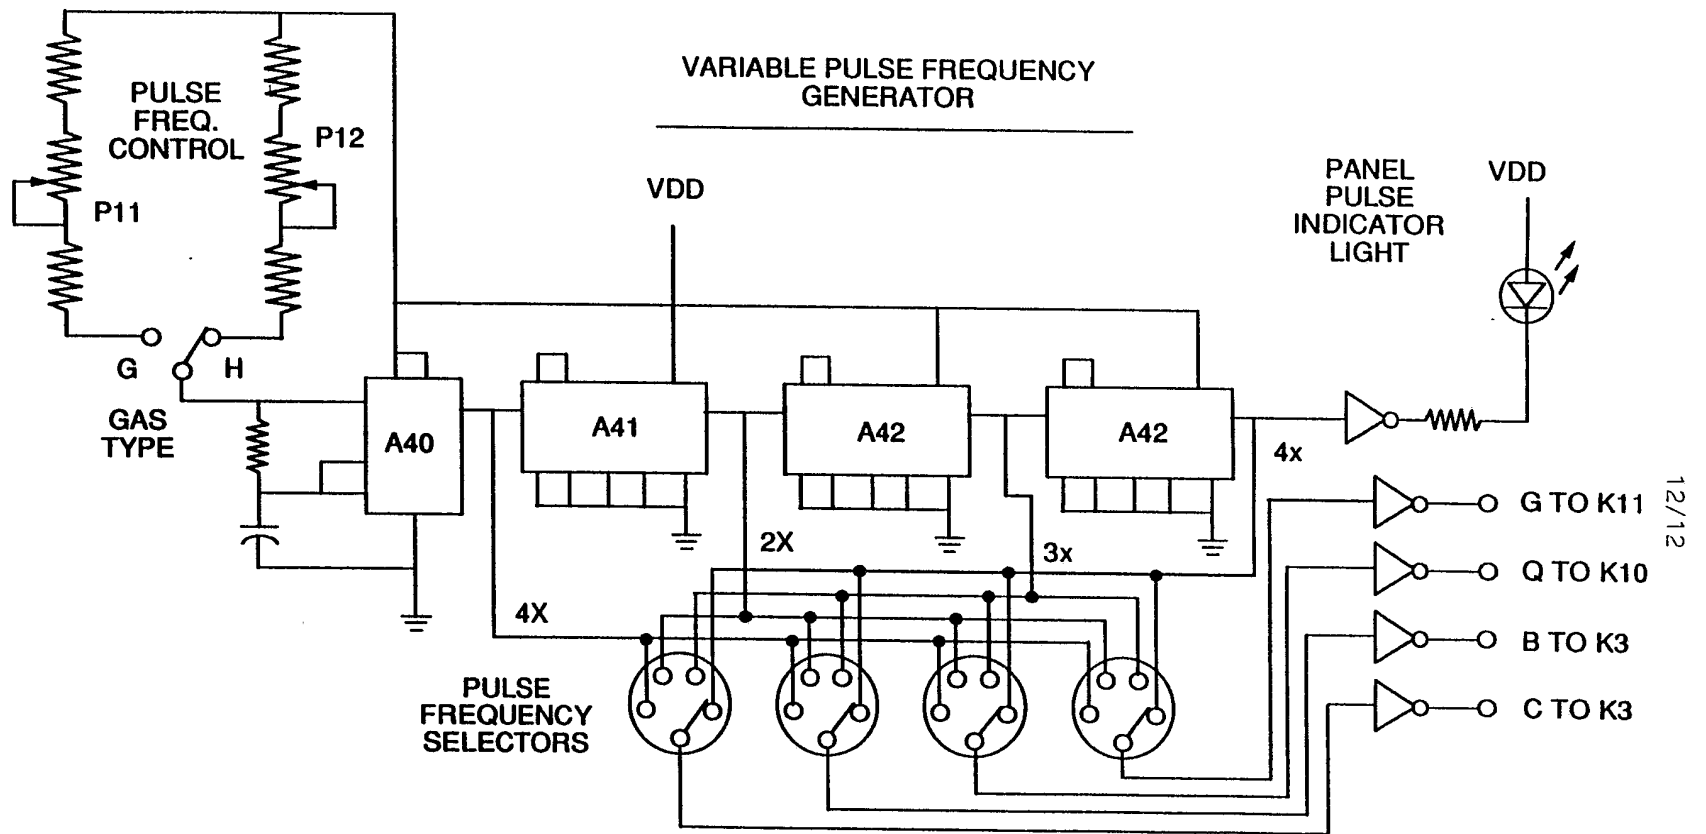 VARIABLE PULSE FREQUENCY
GENERATOR
PULSE
FREQ.
CONTROL
P12
P11
VDD
PANEL
PULSE
INDICATOR
LIGHT
VDD
G
H
GAS
TYPE
A40
A41
A42
A42
4x
2X
3x
4X
G TO K11
Q TO K10
B TO K3
C TO K3
PULSE
FREQUENCY
SELECTORS
12/12